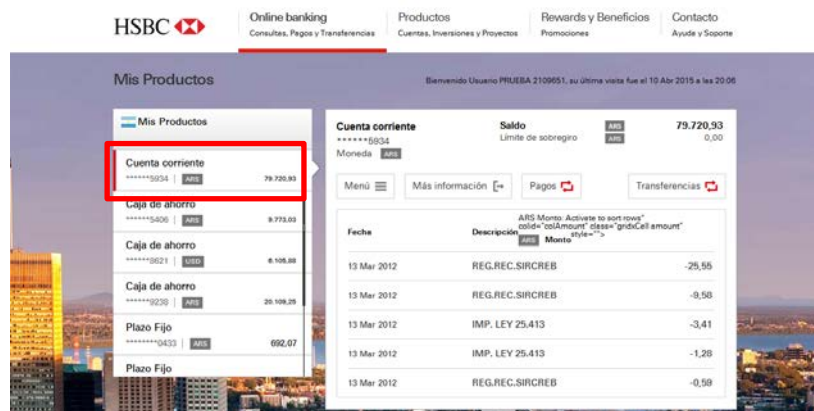 HSBC
Online banking
Consultas, Pagos y Transferencias
Productos
Cuentas, Inversiones y Proyectos
Rewards y Beneficios
Promociones
Contacto
Ayuda y Soporte
Mis Productos
Bienvenido Usuario PRUEBA 2109651, su última visita fue el 10 Abr 2015 a las 20:06
Mis Productos
Cuenta corriente
******5934 | ARS 79.720,93
Caja de ahorro
******5406 | ARS 9.773,03
Caja de ahorro
******8621 | USD 6.105,88
Caja de ahorro
******9238 | ARS 20.109,25
Plazo Fijo
********0433 | ARS 692,07
Plazo Fijo
Cuenta corriente Saldo ARS 79.720,93
******5934 Límite de sobregiro ARS 0,00
Moneda ARS
Menú Más información Pagos Transferencias
ARS Monto: Activate to sort rows"
colid="colAmount" class="gridxCell amount"
style="">
Fecha Descripción ARS Monto
13 Mar 2012 REG.REC.SIRCREB -25,55
13 Mar 2012 REG.REC.SIRCREB -9,58
13 Mar 2012 IMP. LEY 25.413 -3,41
13 Mar 2012 IMP. LEY 25.413 -1,28
13 Mar 2012 REG.REC.SIRCREB -0,59